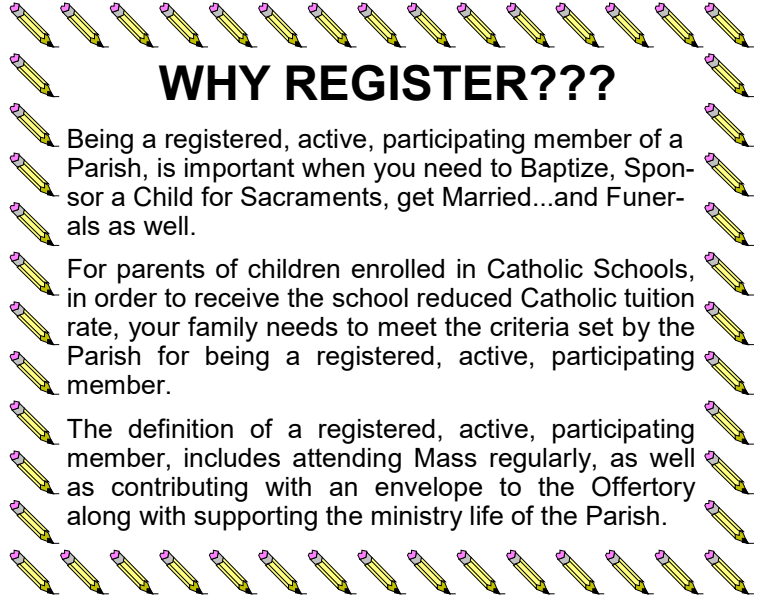 WHY REGISTER???
Being a registered, active, participating member of a
Parish, is important when you need to Baptize, Spon-
sor a Child for Sacraments, get Married...and Funer-
als as well.
For parents of children enrolled in Catholic Schools,
in order to receive the school reduced Catholic tuition
rate, your family needs to meet the criteria set by the
Parish for being a registered, active, participating
member.
The definition of a registered, active, participating
member, includes attending Mass regularly, as well
as contributing with an envelope to the Offertory
along with supporting the ministry life of the Parish.